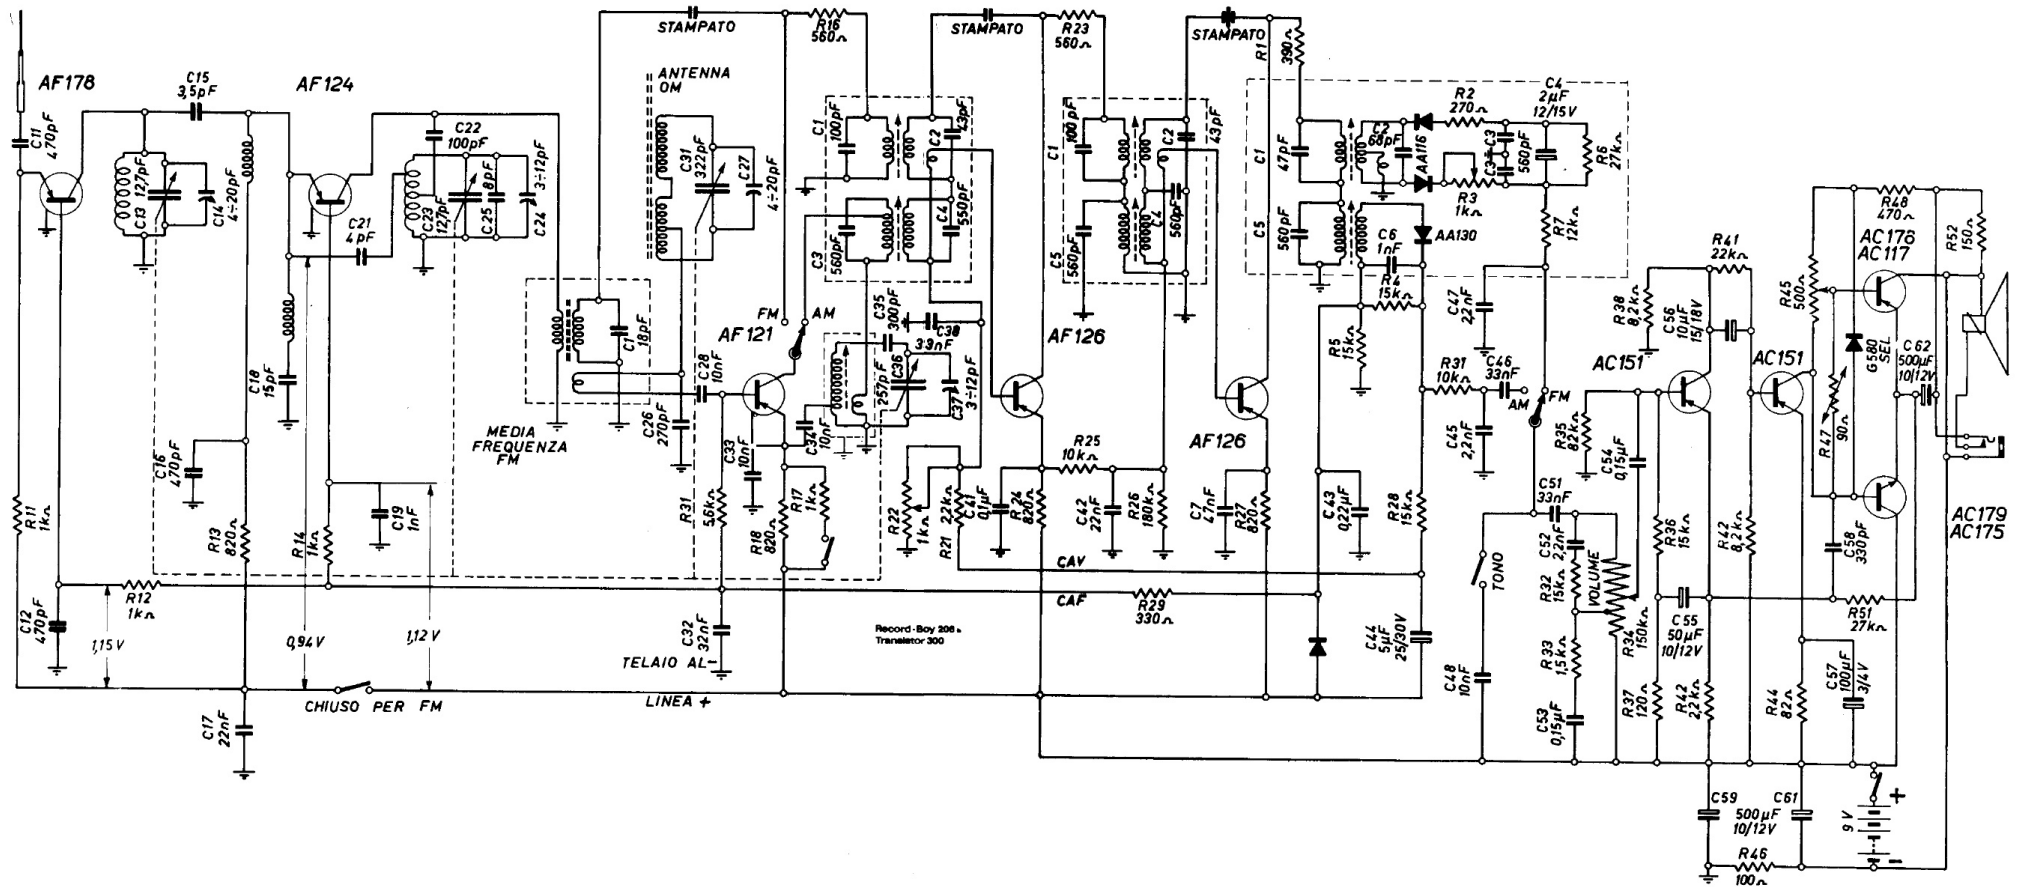 AF178
C11
470pF
C15
3,5pF
AF124
C13
127pF
C14
4÷20pF
C22
100pF
C21
4pF
C23
127pF
C25
8pF
C24
3÷12pF
C18
15pF
C16
470pF
R11
1kΩ
R13
820Ω
R14
1kΩ
C19
1nF
R12
1kΩ
C12
470pF
1,15 V
0,94V
1,12 V
C17
22nF
CHIUSO PER FM
MEDIA
FREQUENZA
FM
C1
18pF
STAMPATO
ANTENNA
OM
C31
322pF
C27
4÷20pF
R16
560Ω
FM
AM
AF121
C28
10nF
C26
270pF
C33
10nF
C34
10nF
R31
5,6kΩ
R18
820Ω
R17
1kΩ
C32
32nF
TELAIO AL-
LINEA +
C1
100pF
C2
43pF
C3
560pF
C4
550pF
C35
300pF
C38
33nF
C36
257pF
C37
3÷12pF
R22
1kΩ
2,2kΩ
R21
STAMPATO
R23
560Ω
AF126
C41
0,1µF
R24
820Ω
R25
10kΩ
C42
22nF
R26
180kΩ
CAV
CAF
R29
330Ω
Record-Boy 206a
Transistor 300
C1
100pF
C2
43pF
C5
560pF
C4
560pF
STAMPATO
AF126
C7
47nF
R27
820Ω
R1
390Ω
C1
47pF
C5
560pF
C2
68pF
AA116
R2
270Ω
C3
C3
560pF
C4
2µF
12/15V
R3
1kΩ
R6
27kΩ
R7
12kΩ
AA130
C6
1nF
R4
15kΩ
R5
15kΩ
C47
2,2nF
R31
10kΩ
C46
33nF
AM
FM
C45
2,2nF
C43
0,22µF
R28
15kΩ
C44
5µF
25/30V
TONO
C48
10nF
C51
33nF
C52
2,2nF
R32
15kΩ
VOLUME
R34
150kΩ
R33
1,5kΩ
C53
0,15µF
R35
82kΩ
C54
0,15µF
R38
8,2kΩ
C56
10µF
15/18V
R41
22kΩ
AC151
AC151
R36
15kΩ
C55
50µF
10/12V
R37
120Ω
R42
2,2kΩ
R42
8,2kΩ
R44
82Ω
C57
100µF
3/4V
R45
500Ω
R47
90Ω
R48
470Ω
AC176
AC117
G580
SEL
R52
150Ω
C62
500µF
10/12V
C58
330pF
AC179
AC175
R51
27kΩ
C59
500µF
10/12V
C61
R46
100Ω
9V
+
-